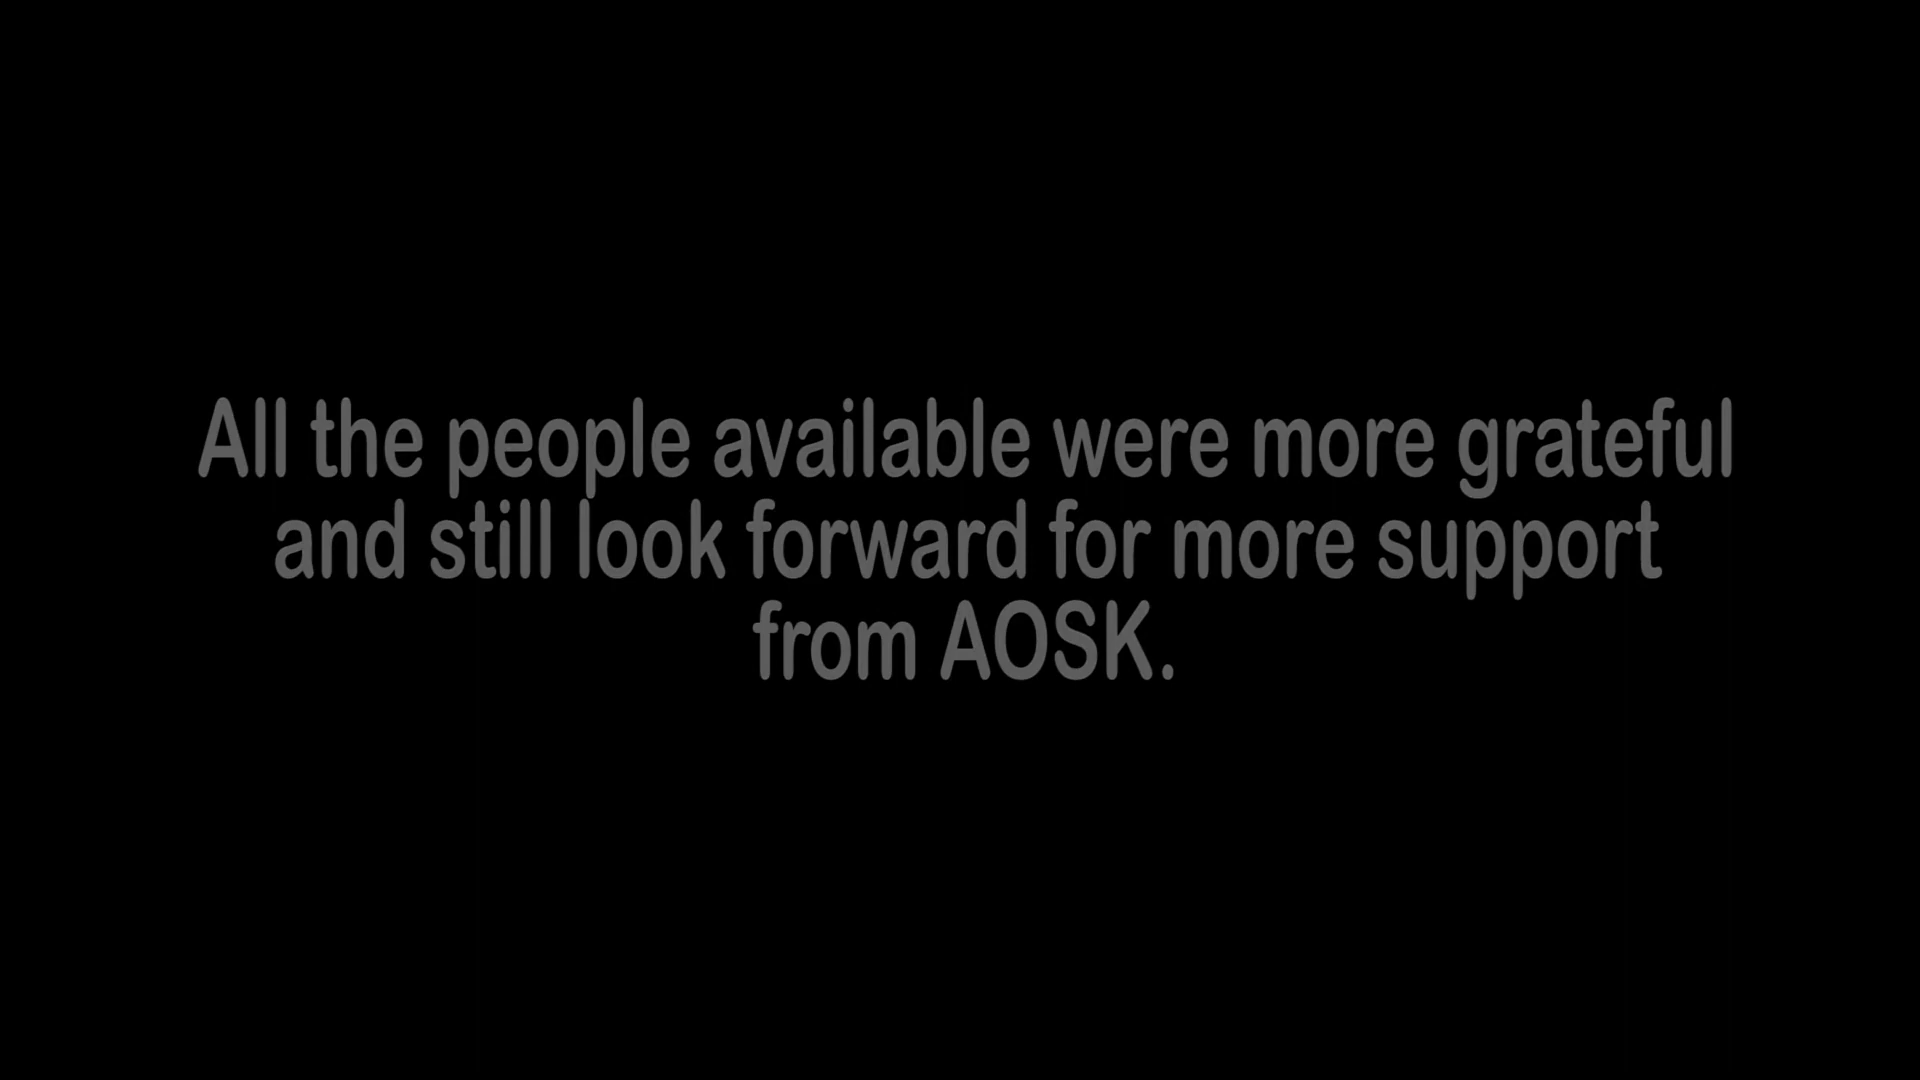 All the people available were more grateful
and still look forward for more support
from AOSK.